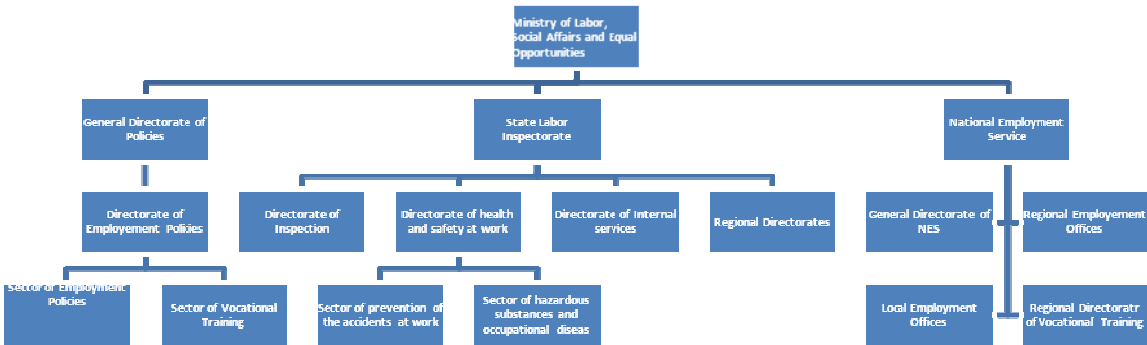 Ministry of Labor,
Social Affairs and Equal
Opportunities
General Directorate of
Policies
State Labor
Inspectorate
National Employment
Service
Directorate of
Employement Policies
Directorate of
Inspection
Directorate of health
and safety at work
Directorate of Internal
services
Regional Directorates
General Directorate of
NES
Regional Employement
Offices
Sector of Employment
Policies
Sector of Vocational
Training
Sector of prevention of
the accidents at work
Sector of hazardous
substances and
occupational diseas
Local Employment
Offices
Regional Directoratr
of Vocational Training